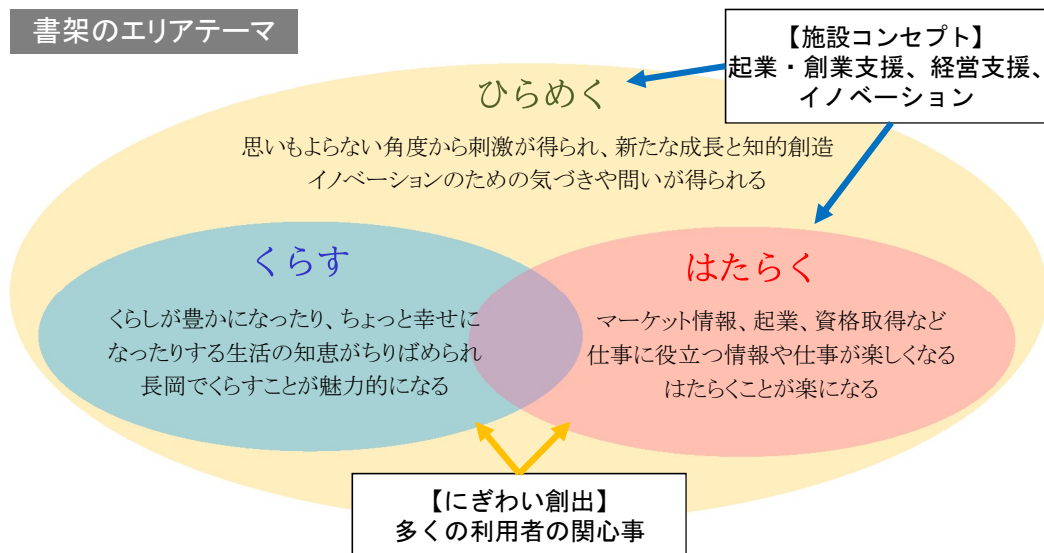 書架のエリアテーマ
【施設コンセプト】
起業・創業支援、経営支援、
イノベーション
ひらめく
思いもよらない角度から刺激が得られ、新たな成長と知的創造
イノベーションのための気づきや問いが得られる
くらす
くらしが豊かになったり、ちょっと幸せに
なったりする生活の知恵がちりばめられ
長岡でくらすことが魅力的になる
はたらく
マーケット情報、起業、資格取得など
仕事に役立つ情報や仕事が楽しくなる
はたらくことが楽になる
【にぎわい創出】
多くの利用者の関心事